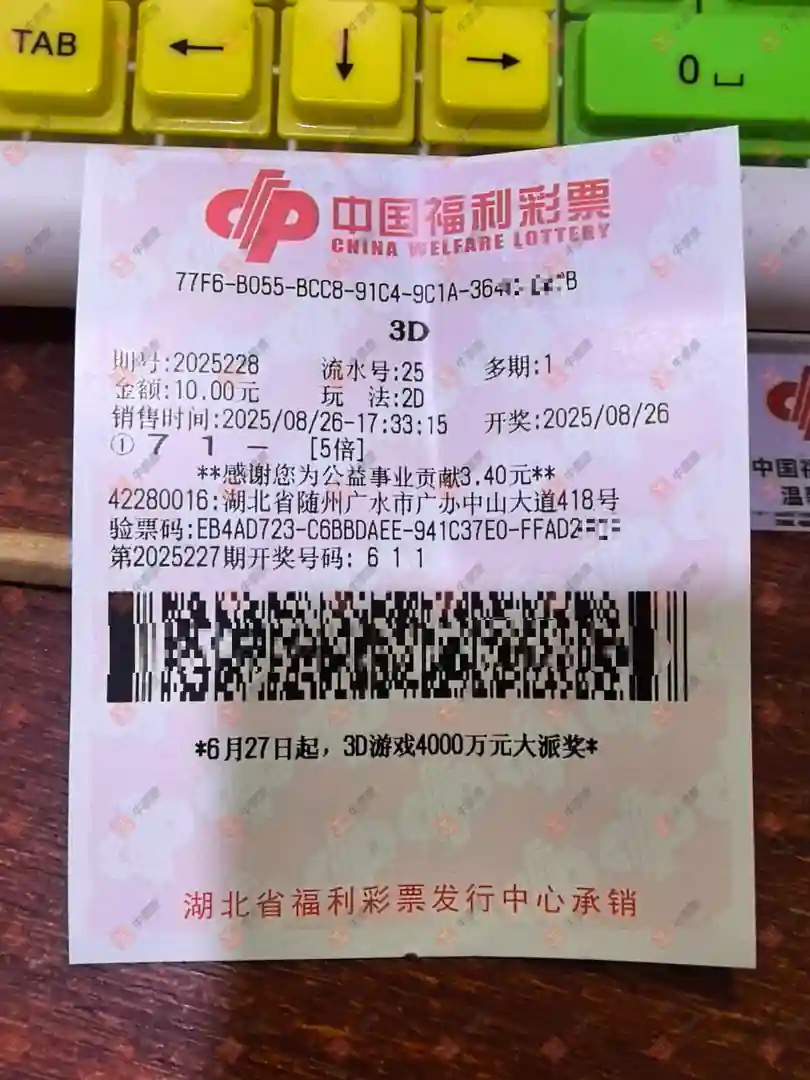 TAB ← ↓ → 0
中国福利彩票
CHINA WELFARE LOTTERY
77F6-B055-BCC8-91C4-9C1A-364
3D
期号:2025228 流水号:25 多期:1
金额:10.00元 玩 法:2D
销售时间:2025/08/26-17:33:15 开奖:2025/08/26
① 7 1 - [5倍]
**感谢您为公益事业贡献3.40元**
42280016:湖北省随州广水市广办中山大道418号
验票码:EB4AD723-C6BBDAEE-941C37E0-FFAD2
第2025227期开奖号码: 6 1 1
*6月27日起，3D游戏4000万元大派奖*
湖北省福利彩票发行中心承销
中国福
温